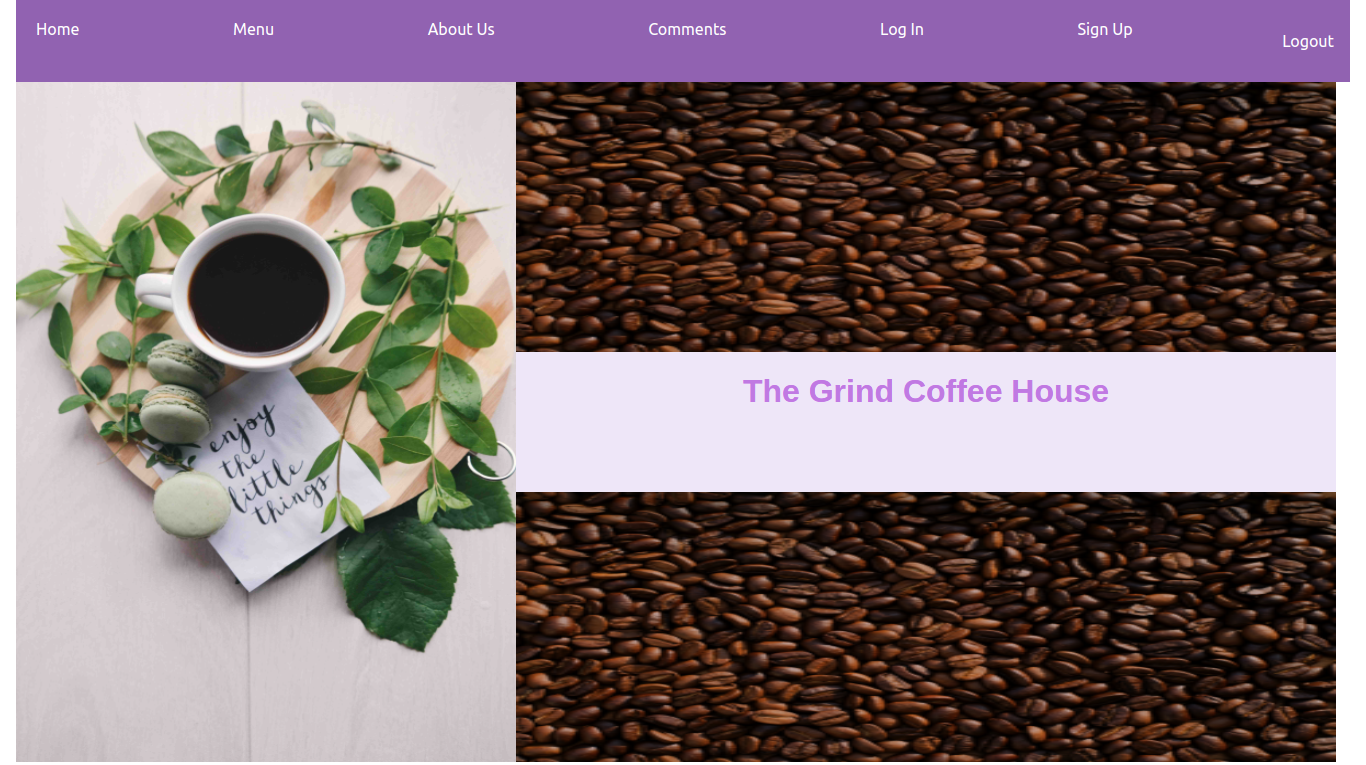 Home Menu About Us Comments Log In Sign Up Logout
The Grind Coffee House
enjoy
the
little
things